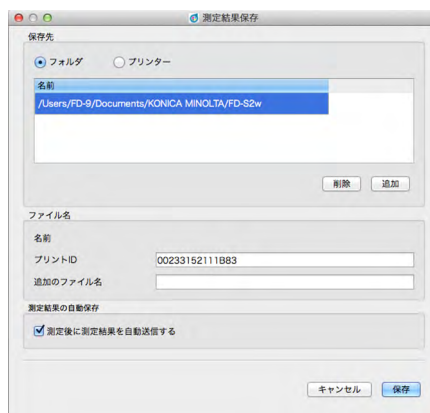 測定結果保存
保存先
フォルダ
プリンター
名前
/Users/FD-9/Documents/KONICA MINOLTA/FD-S2w
削除
追加
ファイル名
名前
プリントID
00233152111B83
追加のファイル名
測定結果の自動保存
測定後に測定結果を自動送信する
キャンセル
保存